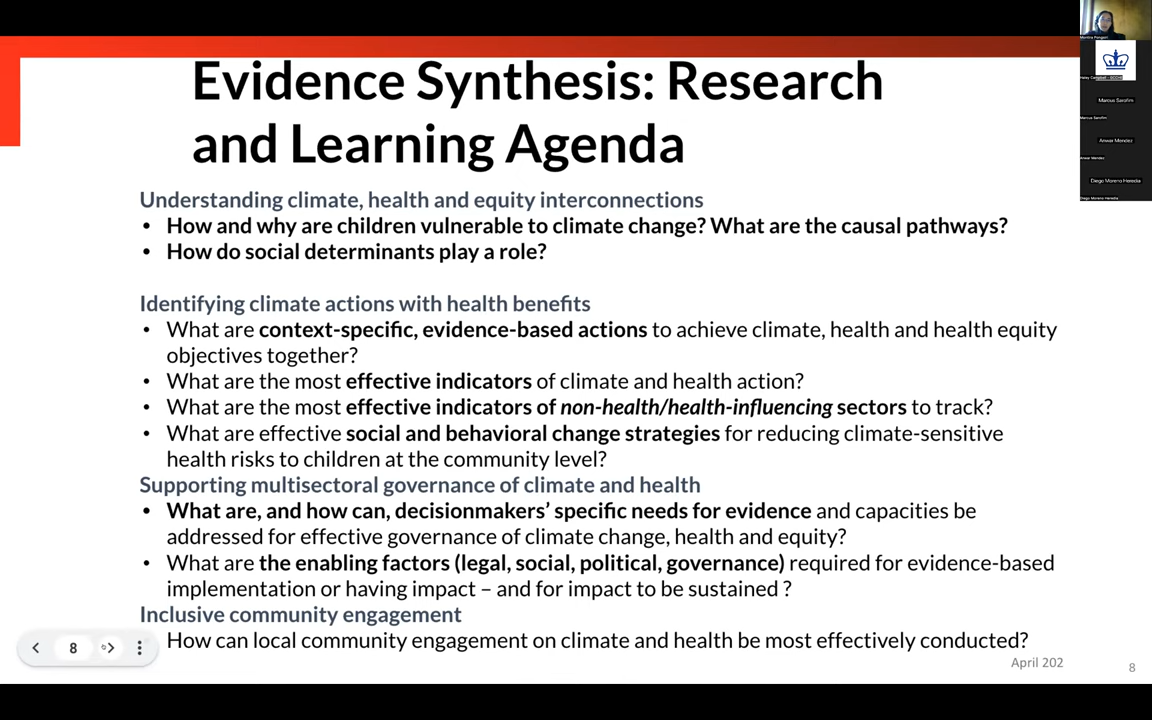 Evidence Synthesis: Research
and Learning Agenda
Understanding climate, health and equity interconnections
• How and why are children vulnerable to climate change? What are the causal pathways?
• How do social determinants play a role?
Identifying climate actions with health benefits
• What are context-specific, evidence-based actions to achieve climate, health and health equity
objectives together?
• What are the most effective indicators of climate and health action?
• What are the most effective indicators of non-health/health-influencing sectors to track?
• What are effective social and behavioral change strategies for reducing climate-sensitive
health risks to children at the community level?
Supporting multisectoral governance of climate and health
• What are, and how can, decisionmakers’ specific needs for evidence and capacities be
addressed for effective governance of climate change, health and equity?
• What are the enabling factors (legal, social, political, governance) required for evidence-based
implementation or having impact – and for impact to be sustained ?
Inclusive community engagement
How can local community engagement on climate and health be most effectively conducted?
8
April 202
8
Marcus Sarofim
Marcus Sarofim
Anwar Mendez
Anwar Mendez
Diego Moreno Heredia
Diego Moreno Heredia